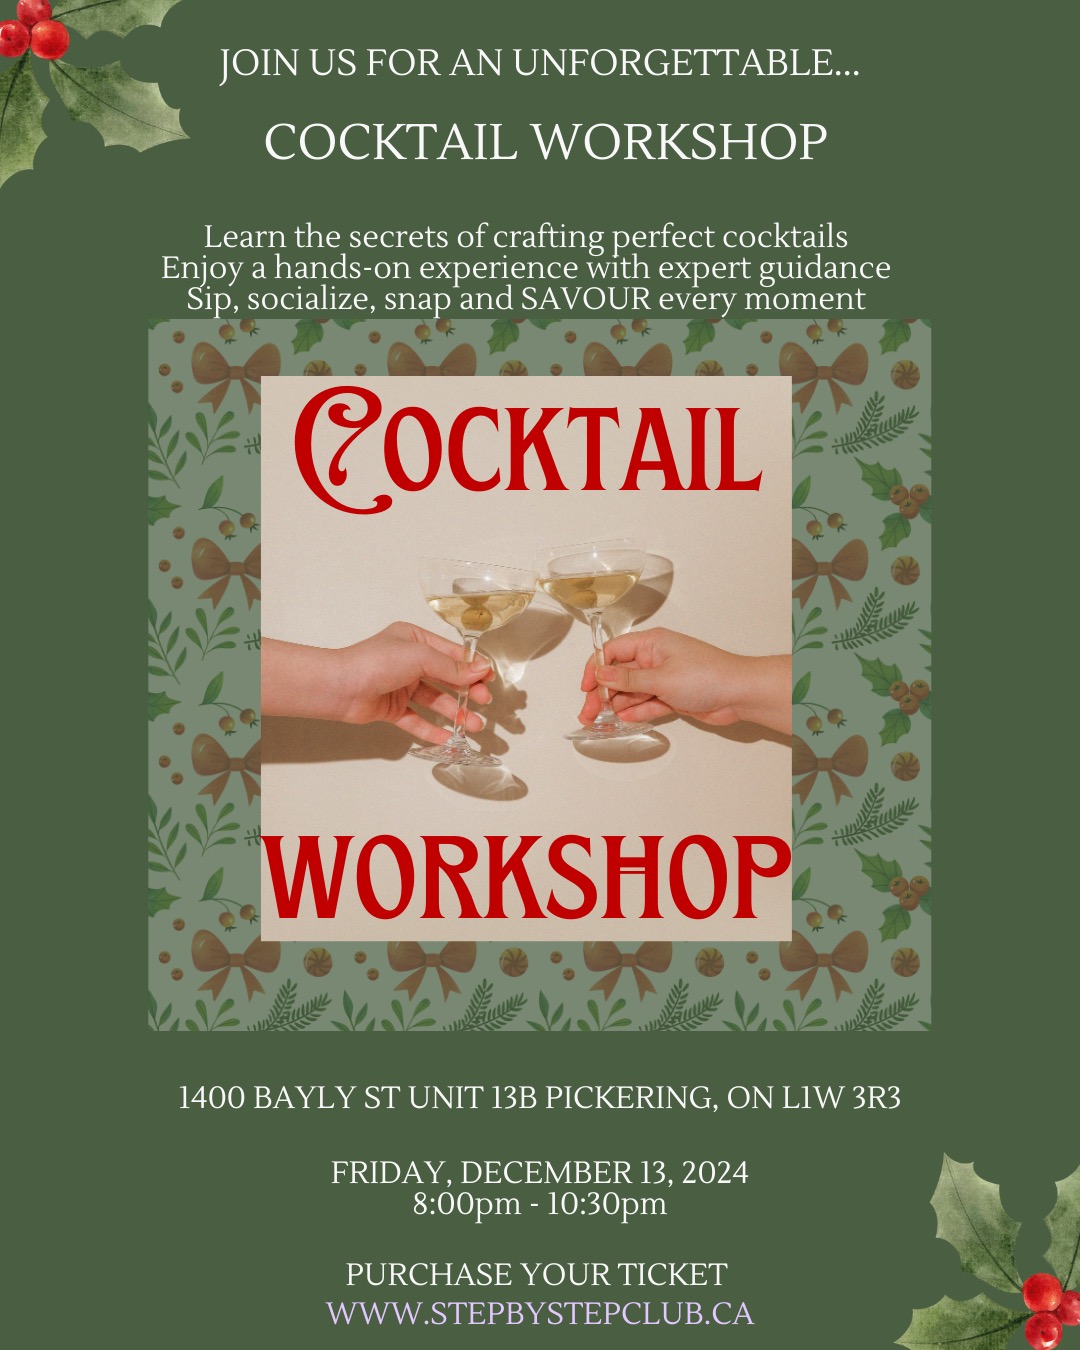 JOIN US FOR AN UNFORGETTABLE...
COCKTAIL WORKSHOP
Learn the secrets of crafting perfect cocktails
Enjoy a hands-on experience with expert guidance
Sip, socialize, snap and SAVOUR every moment
COCKTAIL
WORKSHOP
1400 BAYLY ST UNIT 13B PICKERING, ON L1W 3R3
FRIDAY, DECEMBER 13, 2024
8:00pm - 10:30pm
PURCHASE YOUR TICKET
WWW.STEPBYSTEPCLUB.CA